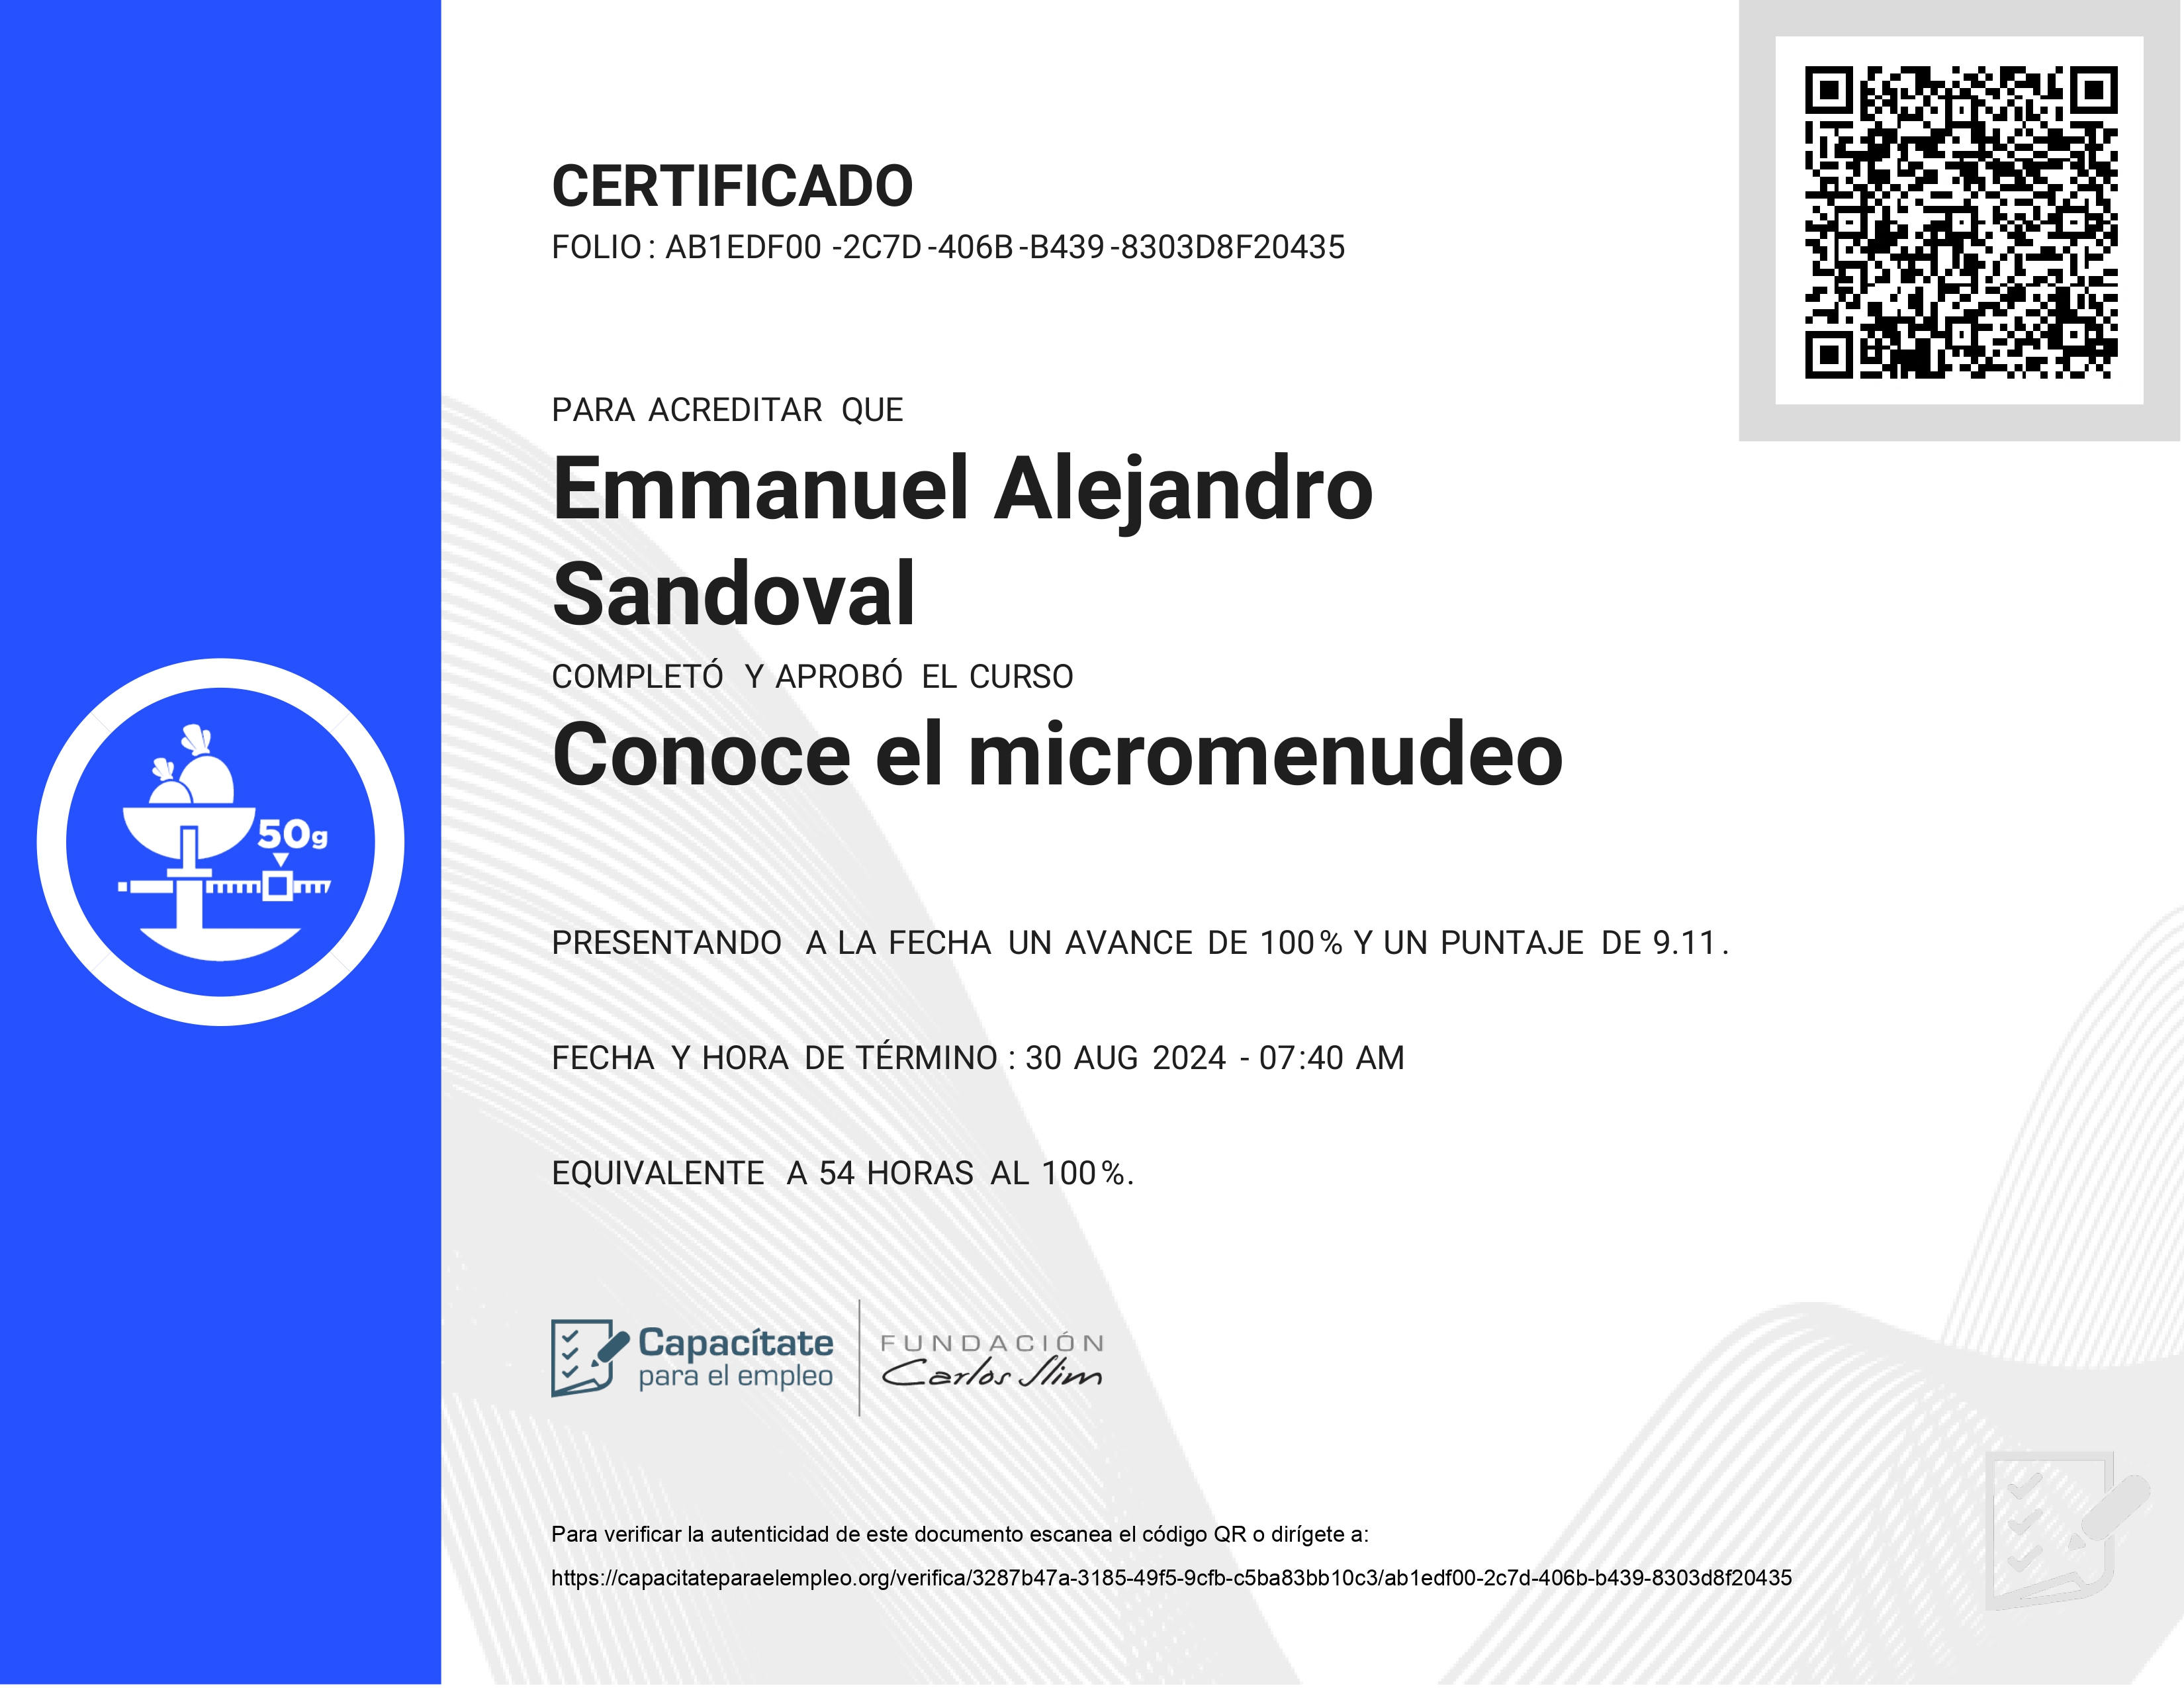 CERTIFICADO
FOLIO: AB1EDF00-2C7D-406B-B439-8303D8F20435
PARA ACREDITAR QUE
Emmanuel Alejandro
Sandoval
COMPLETÓ Y APROBÓ EL CURSO
Conoce el micromenudeo
50g
PRESENTANDO A LA FECHA UN AVANCE DE 100% Y UN PUNTAJE DE 9.11.
FECHA Y HORA DE TÉRMINO: 30 AUG 2024 - 07:40 AM
EQUIVALENTE A 54 HORAS AL 100%.
Capacítate
para el empleo
FUNDACIÓN
Carlos Slim
Para verificar la autenticidad de este documento escanea el código QR o dirígete a:
https://capacitateparaelempleo.org/verifica/3287b47a-3185-49f5-9cfb-c5ba83bb10c3/ab1edf00-2c7d-406b-b439-8303d8f20435